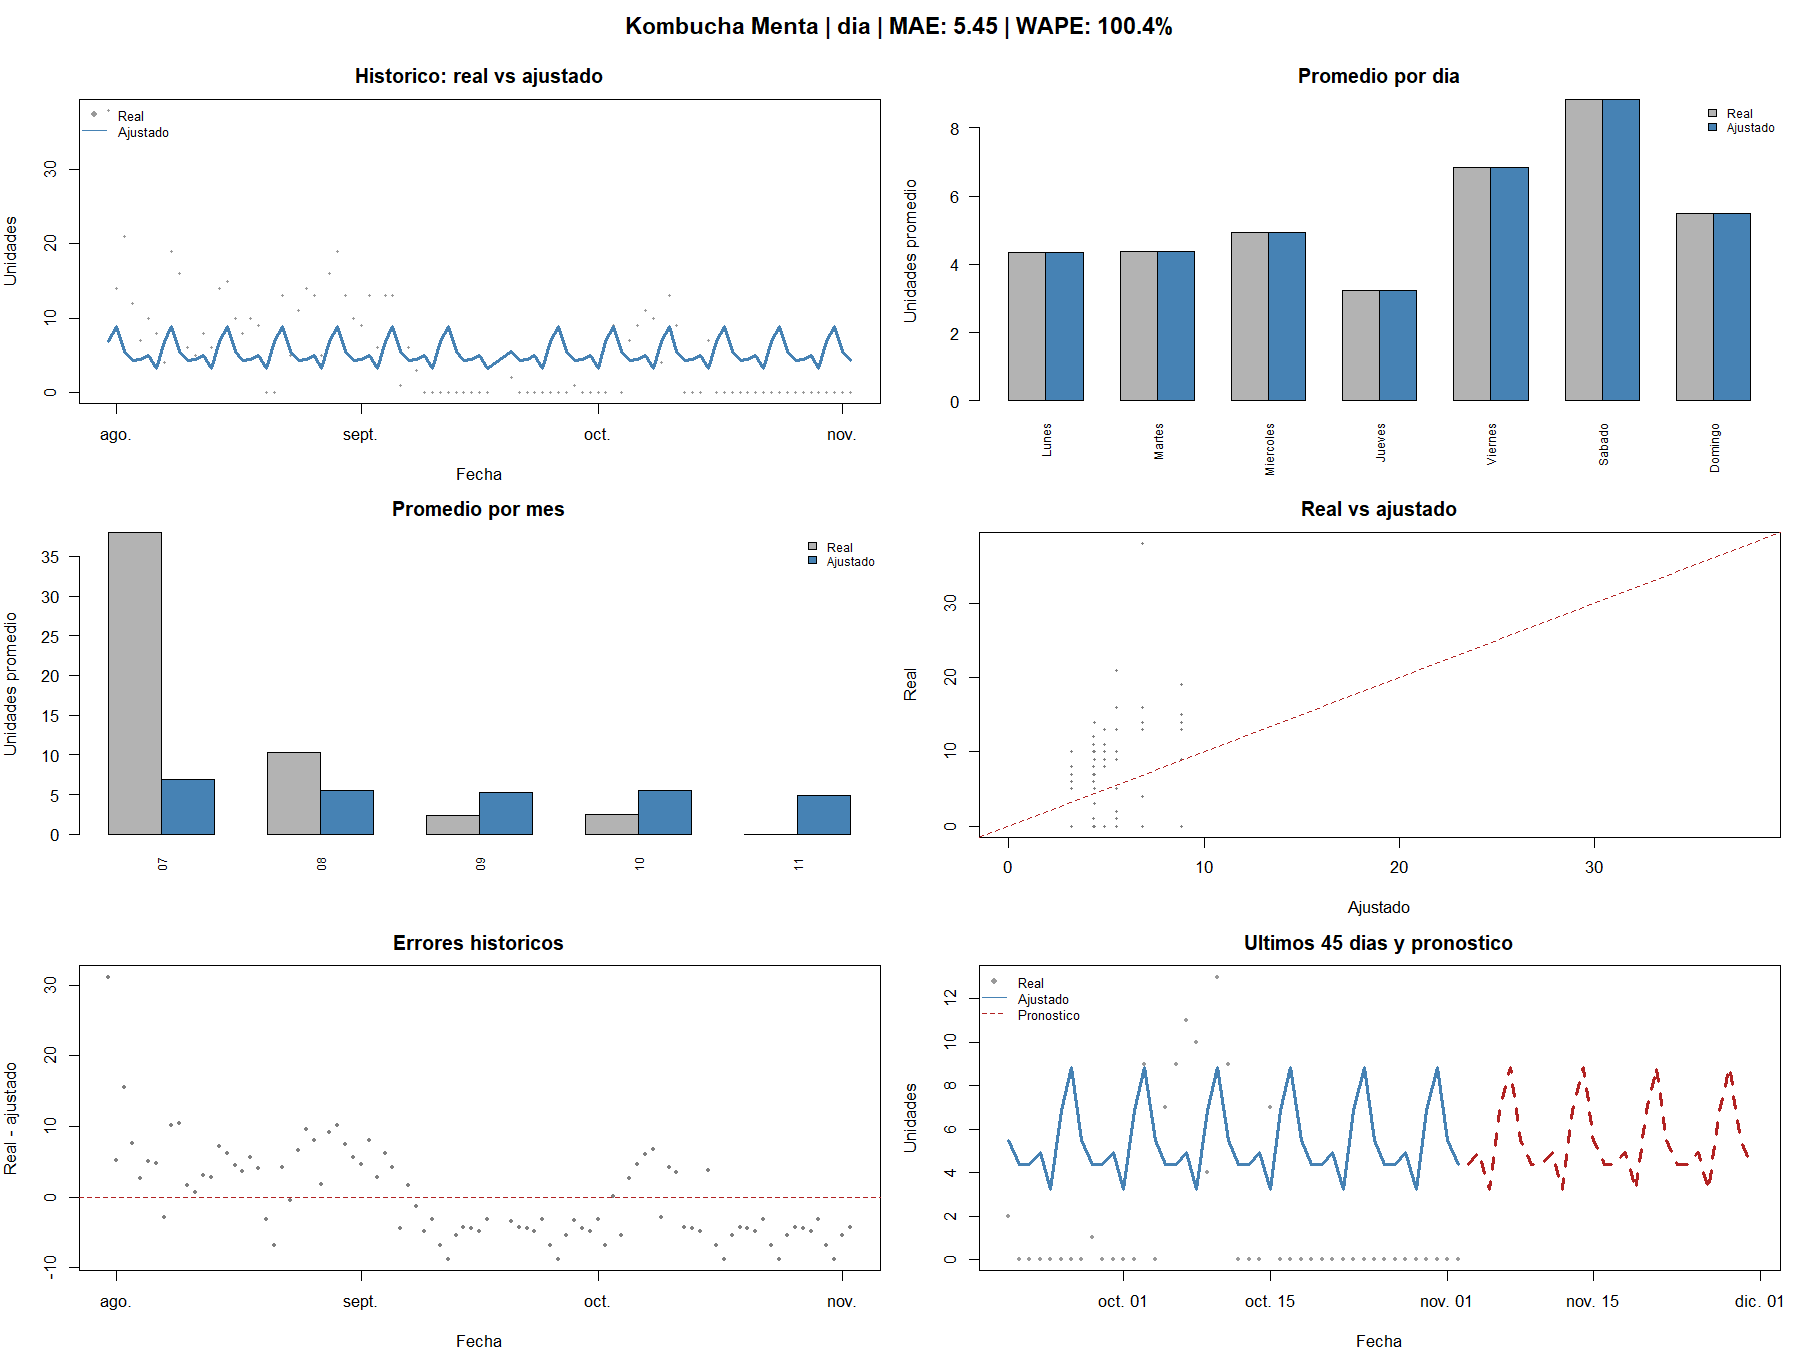 Kombucha Menta | dia | MAE: 5.45 | WAPE: 100.4%
Historico: real vs ajustado
Real
Ajustado
Unidades
0
10
20
30
ago.
sept.
oct.
nov.
Fecha
Promedio por dia
Real
Ajustado
Unidades promedio
0
2
4
6
8
Lunes
Martes
Miercoles
Jueves
Viernes
Sabado
Domingo
Promedio por mes
Real
Ajustado
Unidades promedio
0
5
10
15
20
25
30
35
07
08
09
10
11
Real vs ajustado
Real
0
10
20
30
0
10
20
30
Ajustado
Errores historicos
Real - ajustado
-10
0
10
20
30
ago.
sept.
oct.
nov.
Fecha
Ultimos 45 dias y pronostico
Real
Ajustado
Pronostico
Unidades
0
2
4
6
8
10
12
oct. 01
oct. 15
nov. 01
nov. 15
dic. 01
Fecha